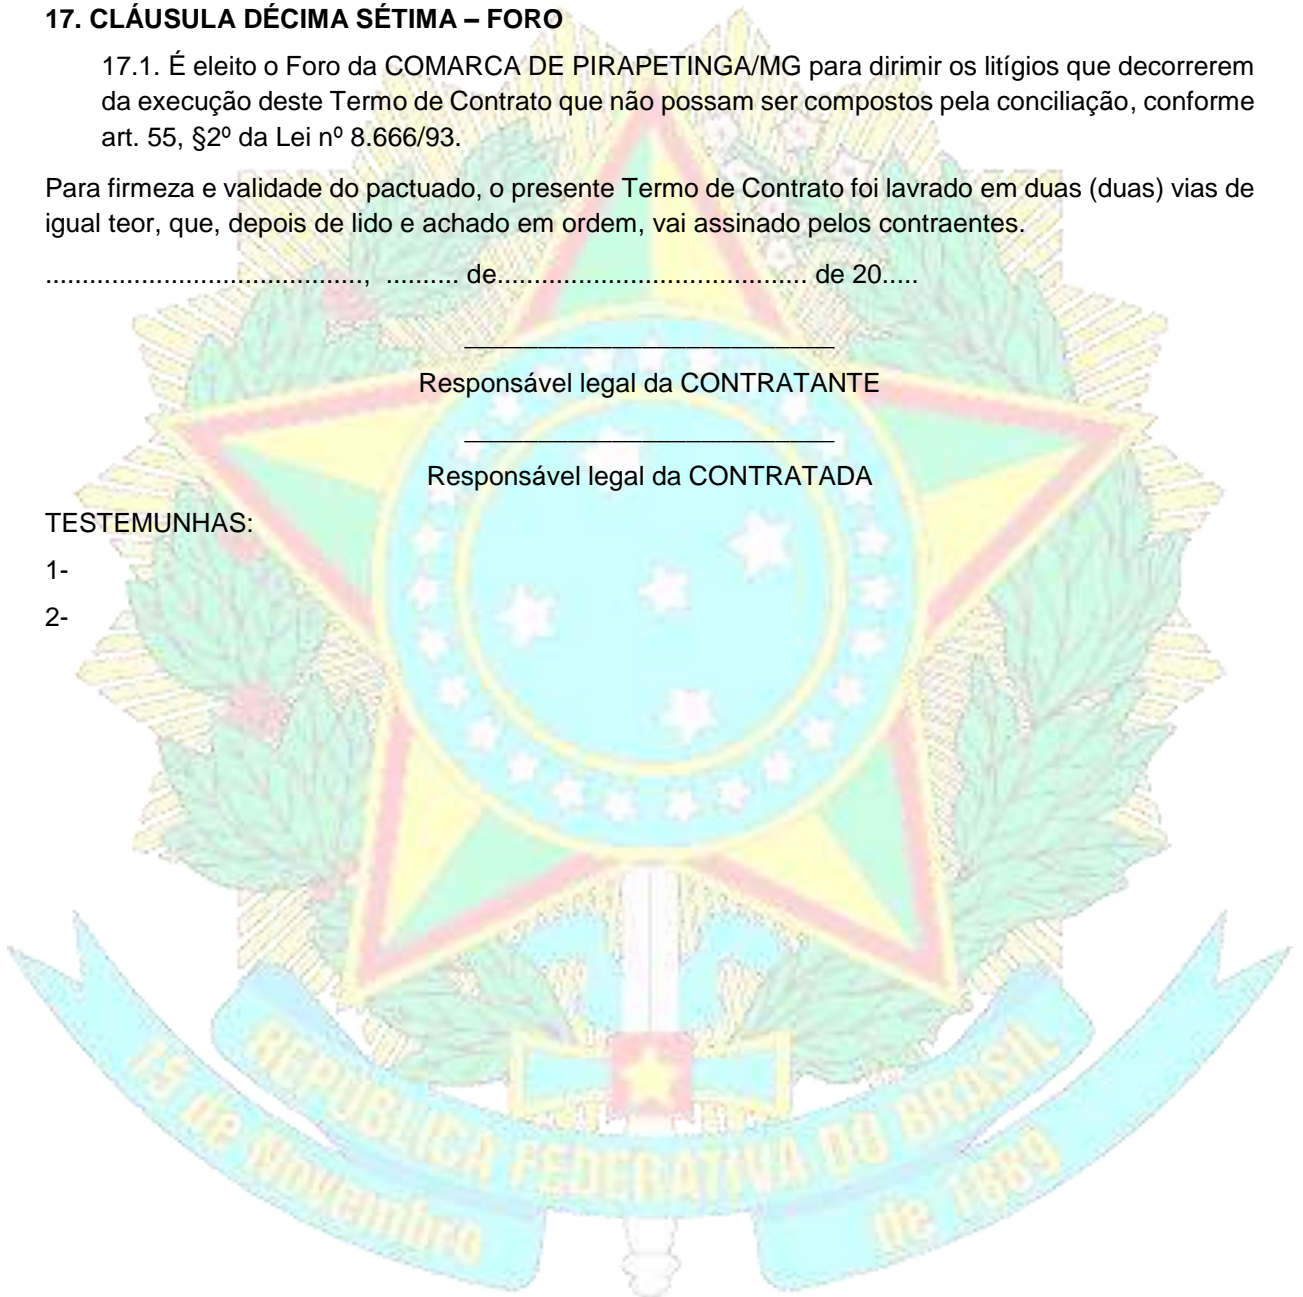 17. CLÁUSULA DÉCIMA SÉTIMA – FORO
17.1. É eleito o Foro da COMARCA DE PIRAPETINGA/MG para dirimir os litígios que decorrerem
da execução deste Termo de Contrato que não possam ser compostos pela conciliação, conforme
art. 55, §2º da Lei nº 8.666/93.
Para firmeza e validade do pactuado, o presente Termo de Contrato foi lavrado em duas (duas) vias de
igual teor, que, depois de lido e achado em ordem, vai assinado pelos contraentes.
..........................................., .......... de.......................................... de 20.....
__________________________
Responsável legal da CONTRATANTE
__________________________
Responsável legal da CONTRATADA
TESTEMUNHAS:
1-
2-
REPÚBLICA FEDERATIVA DO BRASIL
15 de Novembro
de 1889